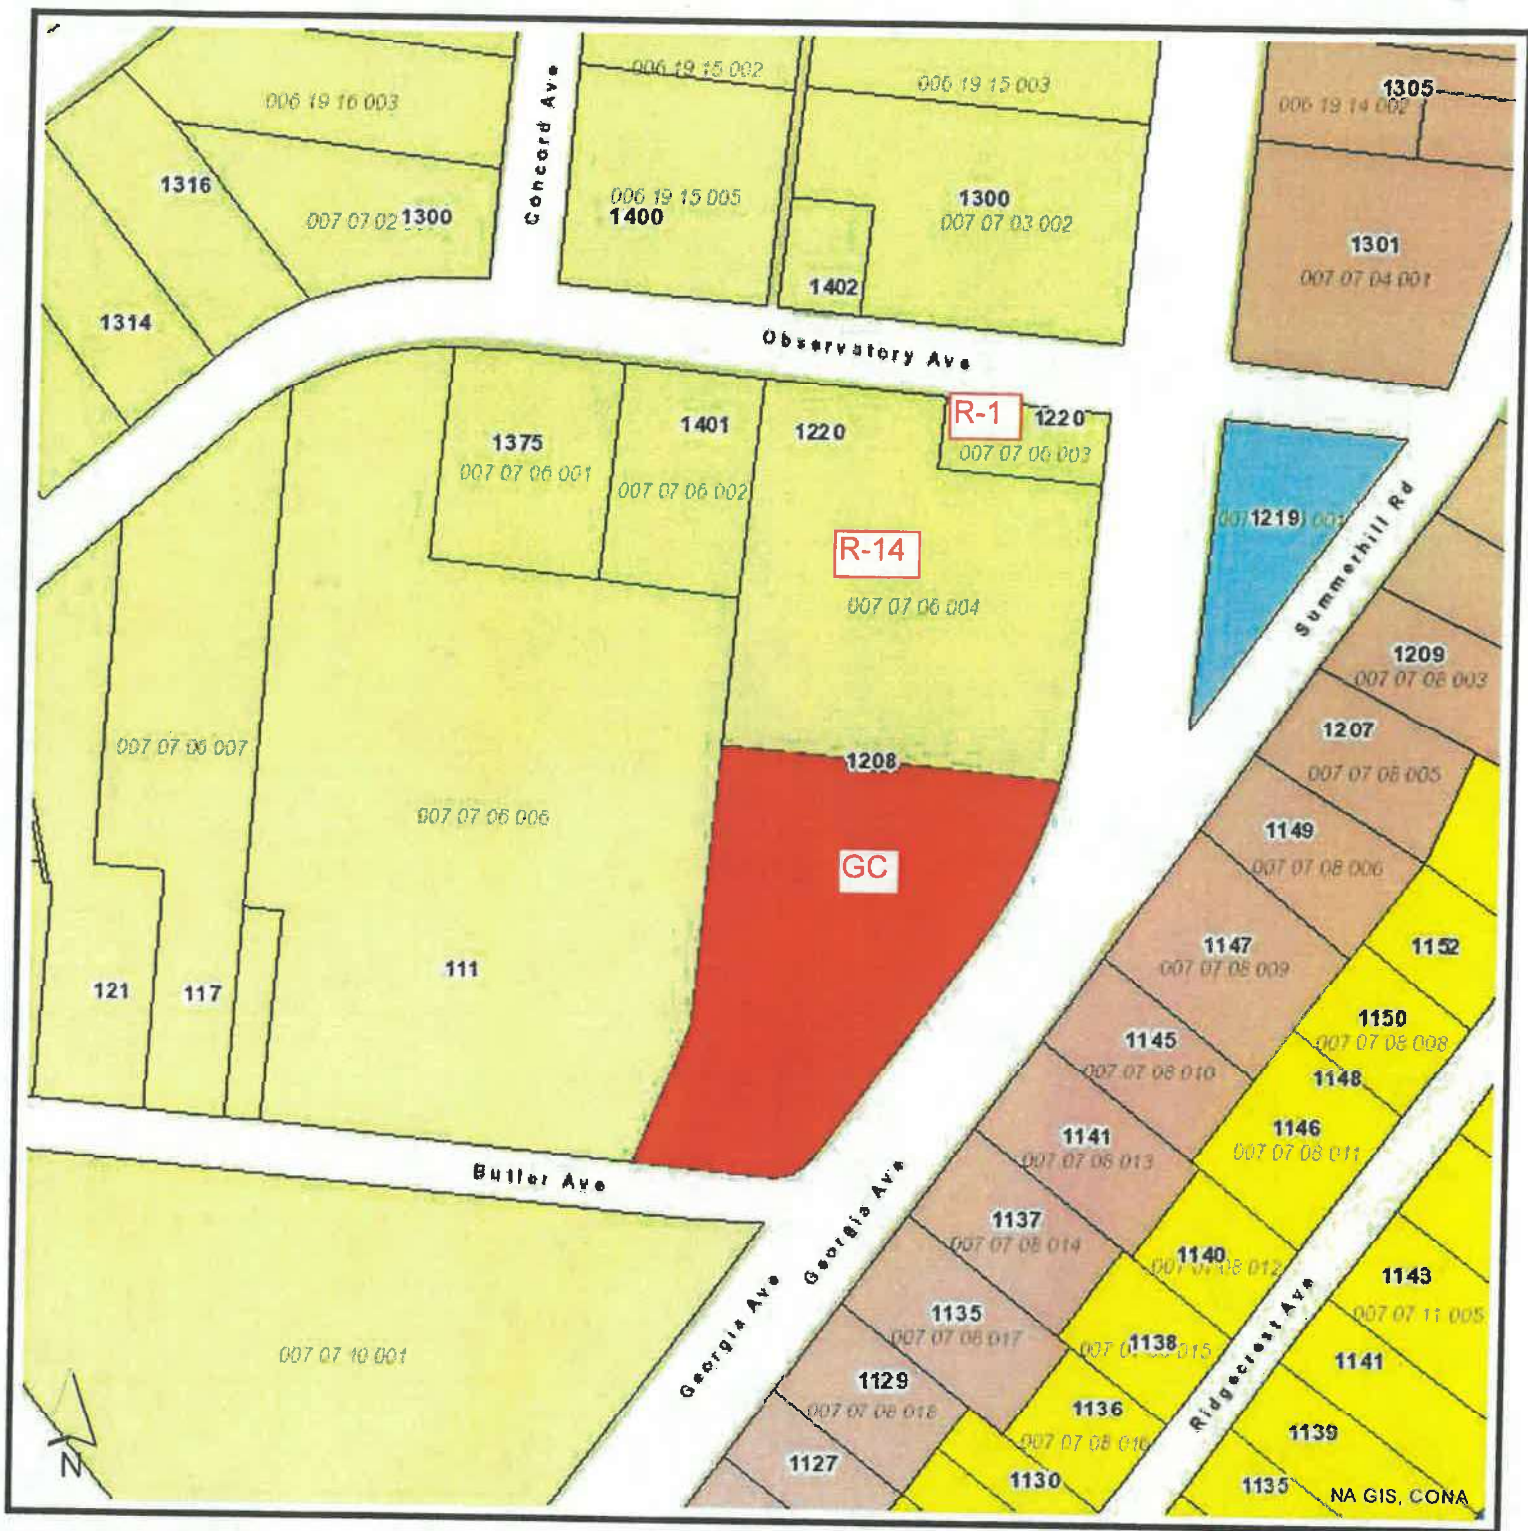 006 19 15 002
006 19 15 003
1305
006 19 14 002
006 19 16 003
Concord Ave
1316
006 19 15 005
1400
1300
007 07 03 002
007 07 02
1300
1301
007 07 04 001
1402
1314
Observatory Ave
R-1
1220
007 07 06 003
1375
007 07 06 001
1401
007 07 06 002
1220
R-14
007 07 06 004
1219
Summerhill Rd
1209
007 07 08 003
1207
007 07 08 005
007 07 06 007
1208
007 07 06 006
GC
1149
007 07 08 006
1147
007 07 08 009
1152
111
121
117
1150
007 07 08 008
1145
007 07 08 010
1148
1146
007 07 08 011
1141
007 07 08 013
Butler Ave
Georgia Ave
1137
007 07 08 014
1140
012
1143
007 07 11 005
Georgia Ave
1135
007 07 08 017
1138
015
Ridgecrest Ave
1141
007 07 10 001
1129
007 07 08 018
1136
007 07 08 016
1139
N
1127
1130
1135
NA GIS, CONA